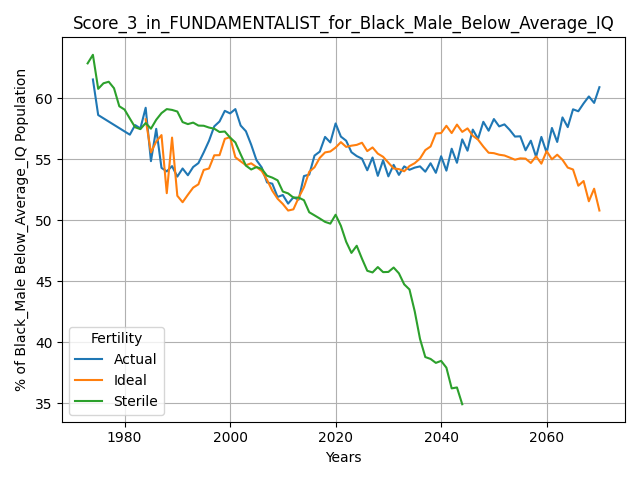 Score_3_in_FUNDAMENTALIST_for_Black_Male_Below_Average_IQ
% of Black_Male Below_Average_IQ Population
60
55
50
45
40
35
Fertility
Actual
Ideal
Sterile
1980
2000
2020
2040
2060
Years